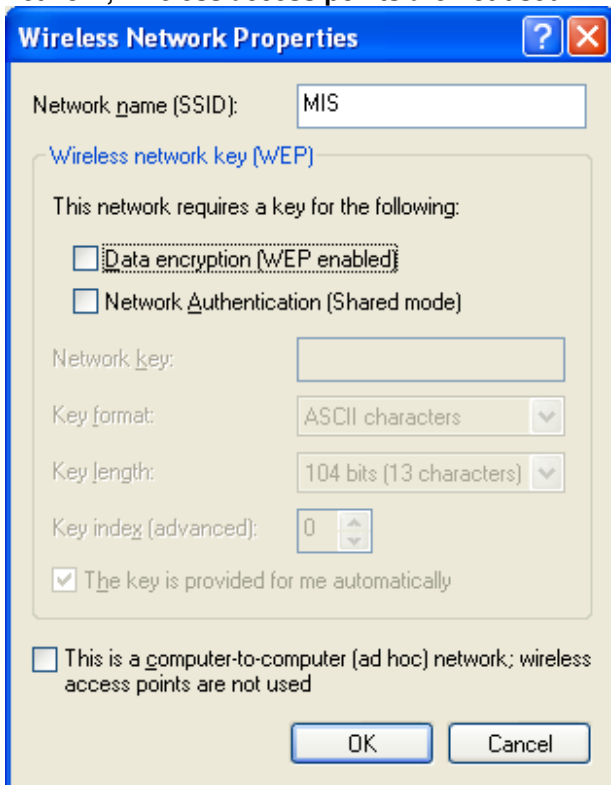 Wireless Network Properties
Network name (SSID): MIS
Wireless network key (WEP)
This network requires a key for the following:
Data encryption (WEP enabled)
Network Authentication (Shared mode)
Network key:
Key format: ASCII characters
Key length: 104 bits (13 characters)
Key index (advanced): 0
The key is provided for me automatically
This is a computer-to-computer (ad hoc) network; wireless
access points are not used
OK Cancel